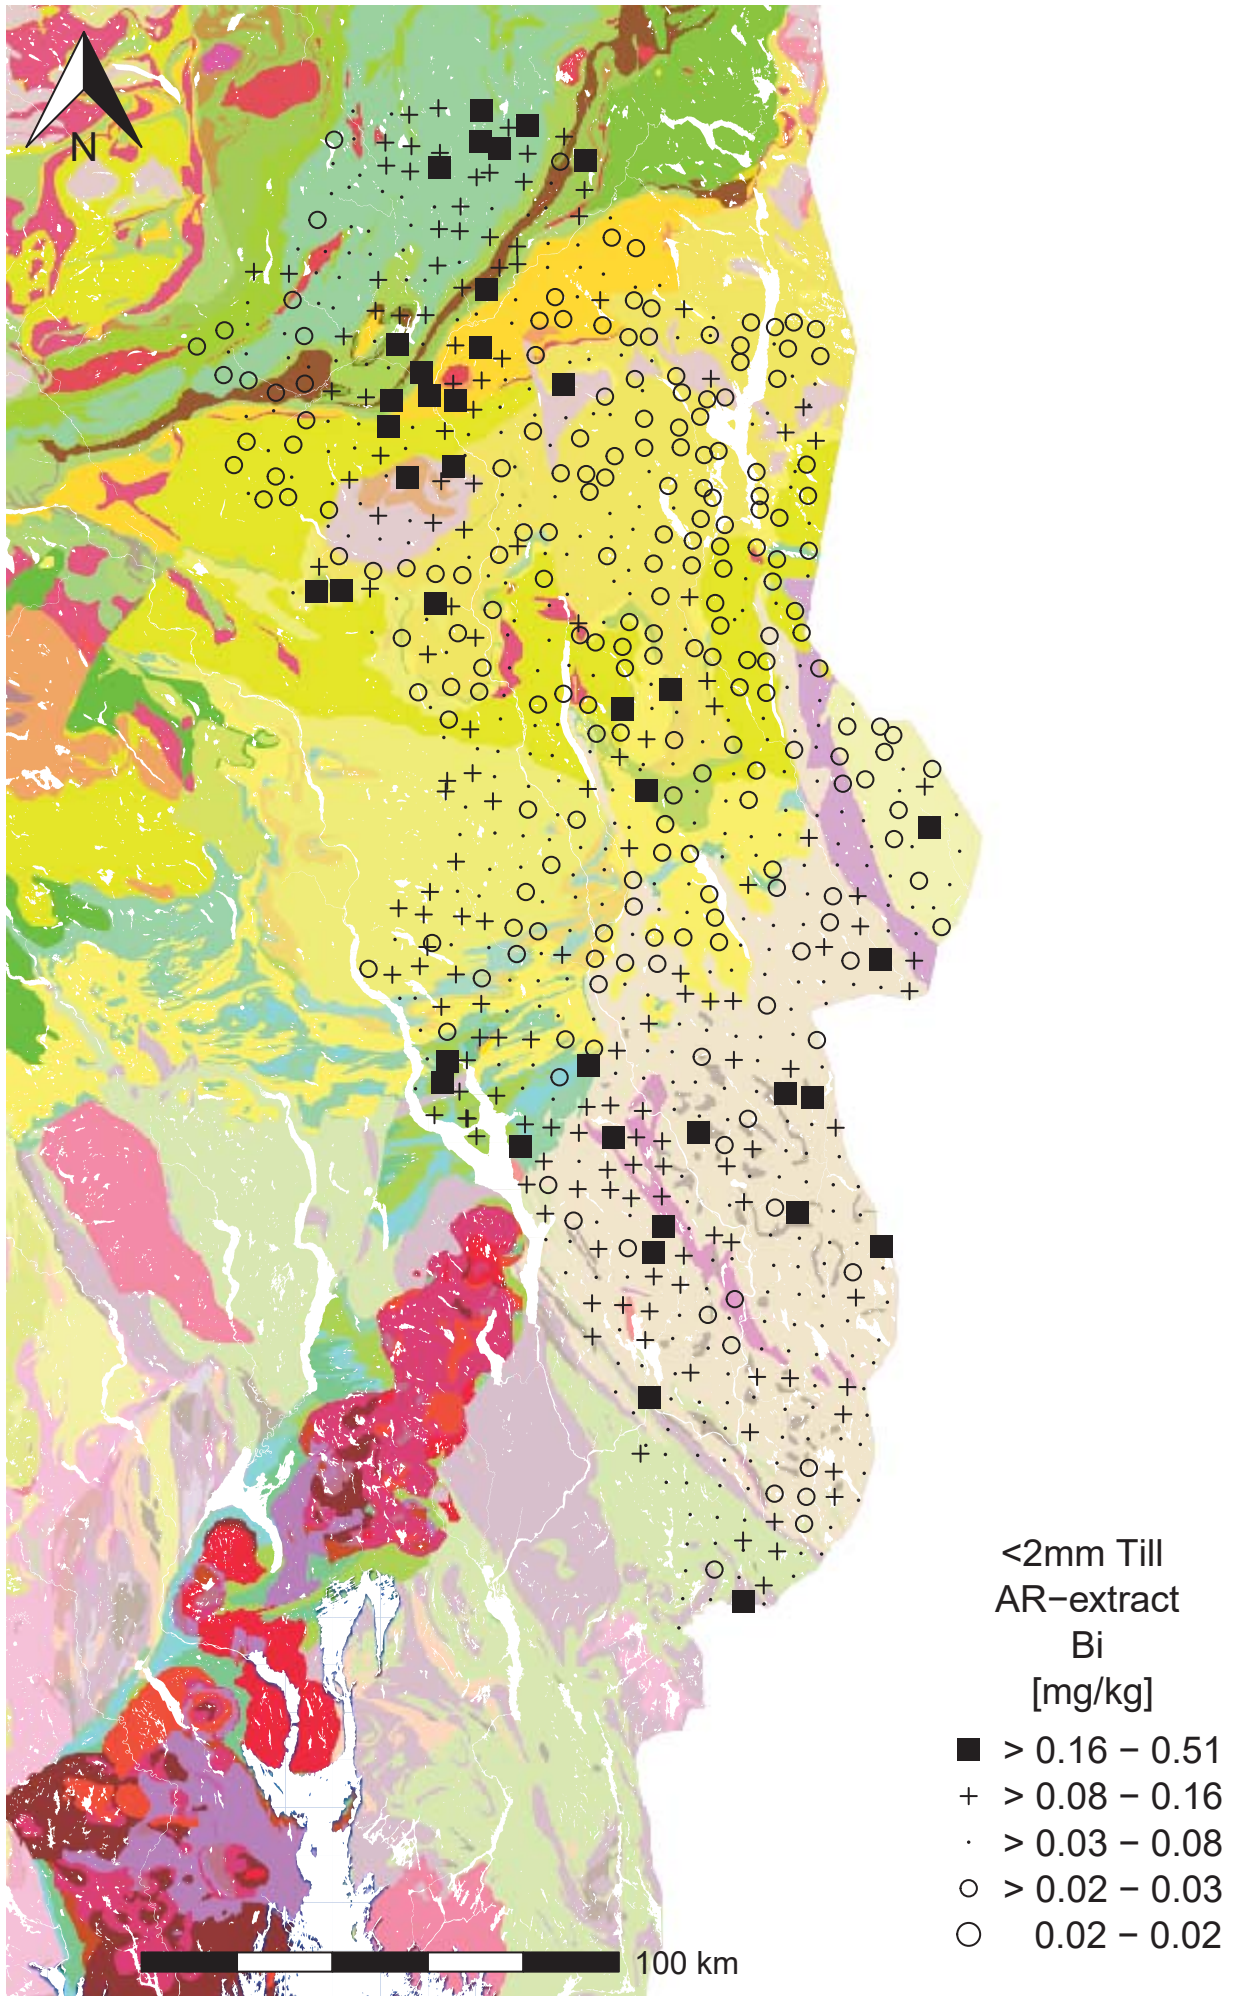 N
<2mm Till
AR−extract
Bi
[mg/kg]
> 0.16 − 0.51
> 0.08 − 0.16
> 0.03 − 0.08
> 0.02 − 0.03
0.02 − 0.02
100 km